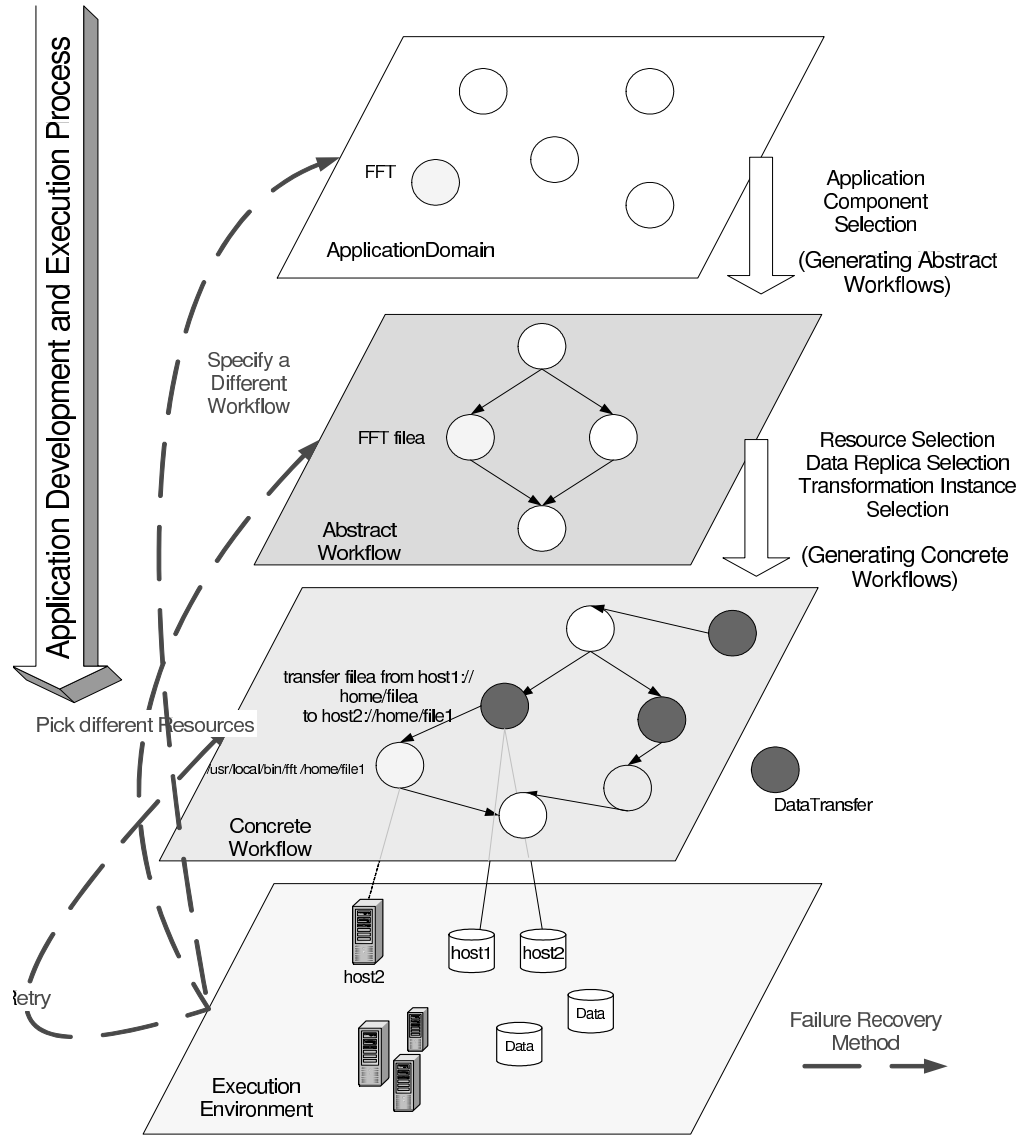 Application Development and Execution Process
FFT
ApplicationDomain
Application
Component
Selection
(Generating Abstract
Workflows)
Specify a
Different
Workflow
FFT filea
Abstract
Workflow
Resource Selection
Data Replica Selection
Transformation Instance
Selection
(Generating Concrete
Workflows)
transfer filea from host1://
home/filea
to host2://home/file1
Pick different Resources
/usr/local/bin/fft /home/file1
DataTransfer
Concrete
Workflow
host1
host2
host2
Retry
Data
Data
Failure Recovery
Method
Execution
Environment